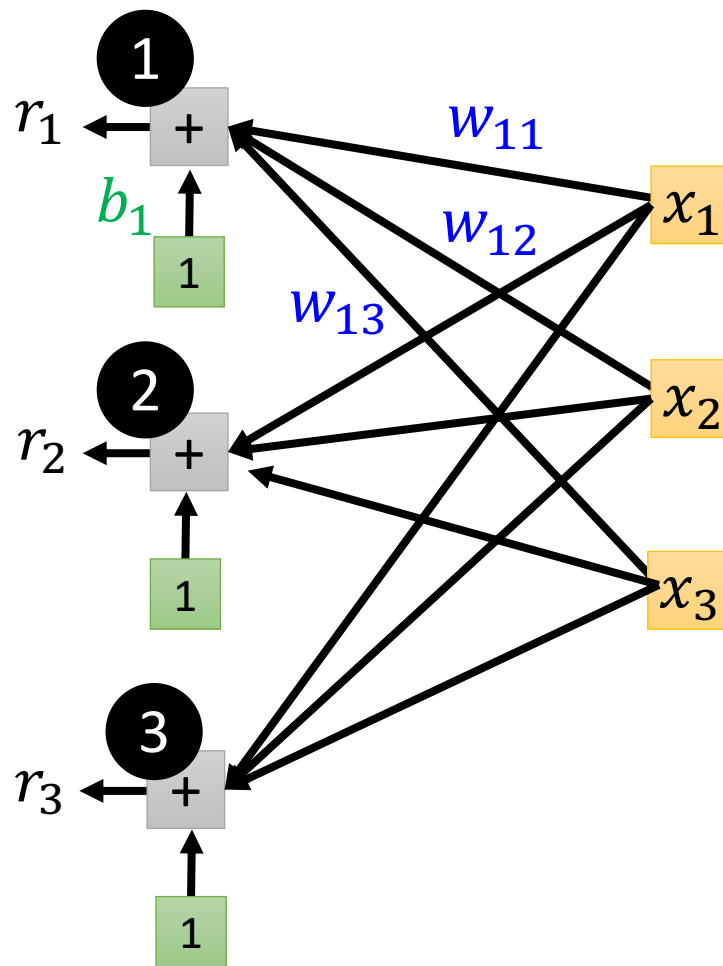 1
r₁ + w₁₁
b₁ x₁
1 w₁₂
w₁₃
2
x₂
r₂ +
1 x₃
3
r₃ +
1